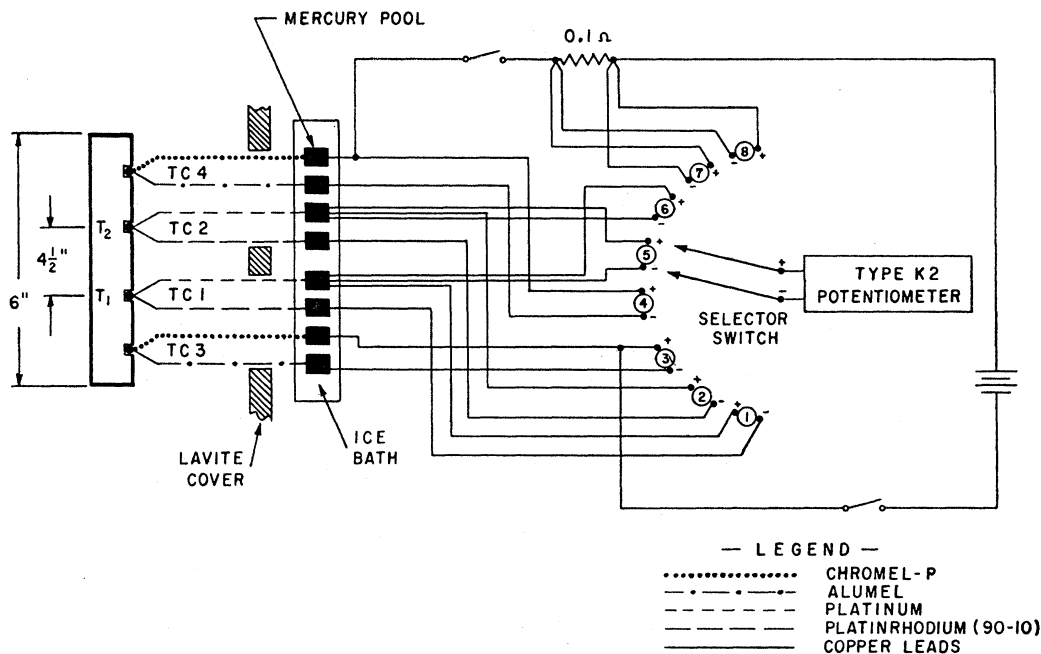 MERCURY POOL
0.1 Ω
8
- +
7
- +
6
+
-
5
+
-
4
+
-
3
+
-
2
+ -
1
+ -
TC 4
TC 2
TC 1
TC 3
T2
T1
4 1/2"
6"
+
-
TYPE K2
POTENTIOMETER
SELECTOR
SWITCH
LAVITE
COVER
ICE
BATH
— LEGEND —
CHROMEL-P
ALUMEL
PLATINUM
PLATINRHODIUM (90-10)
COPPER LEADS